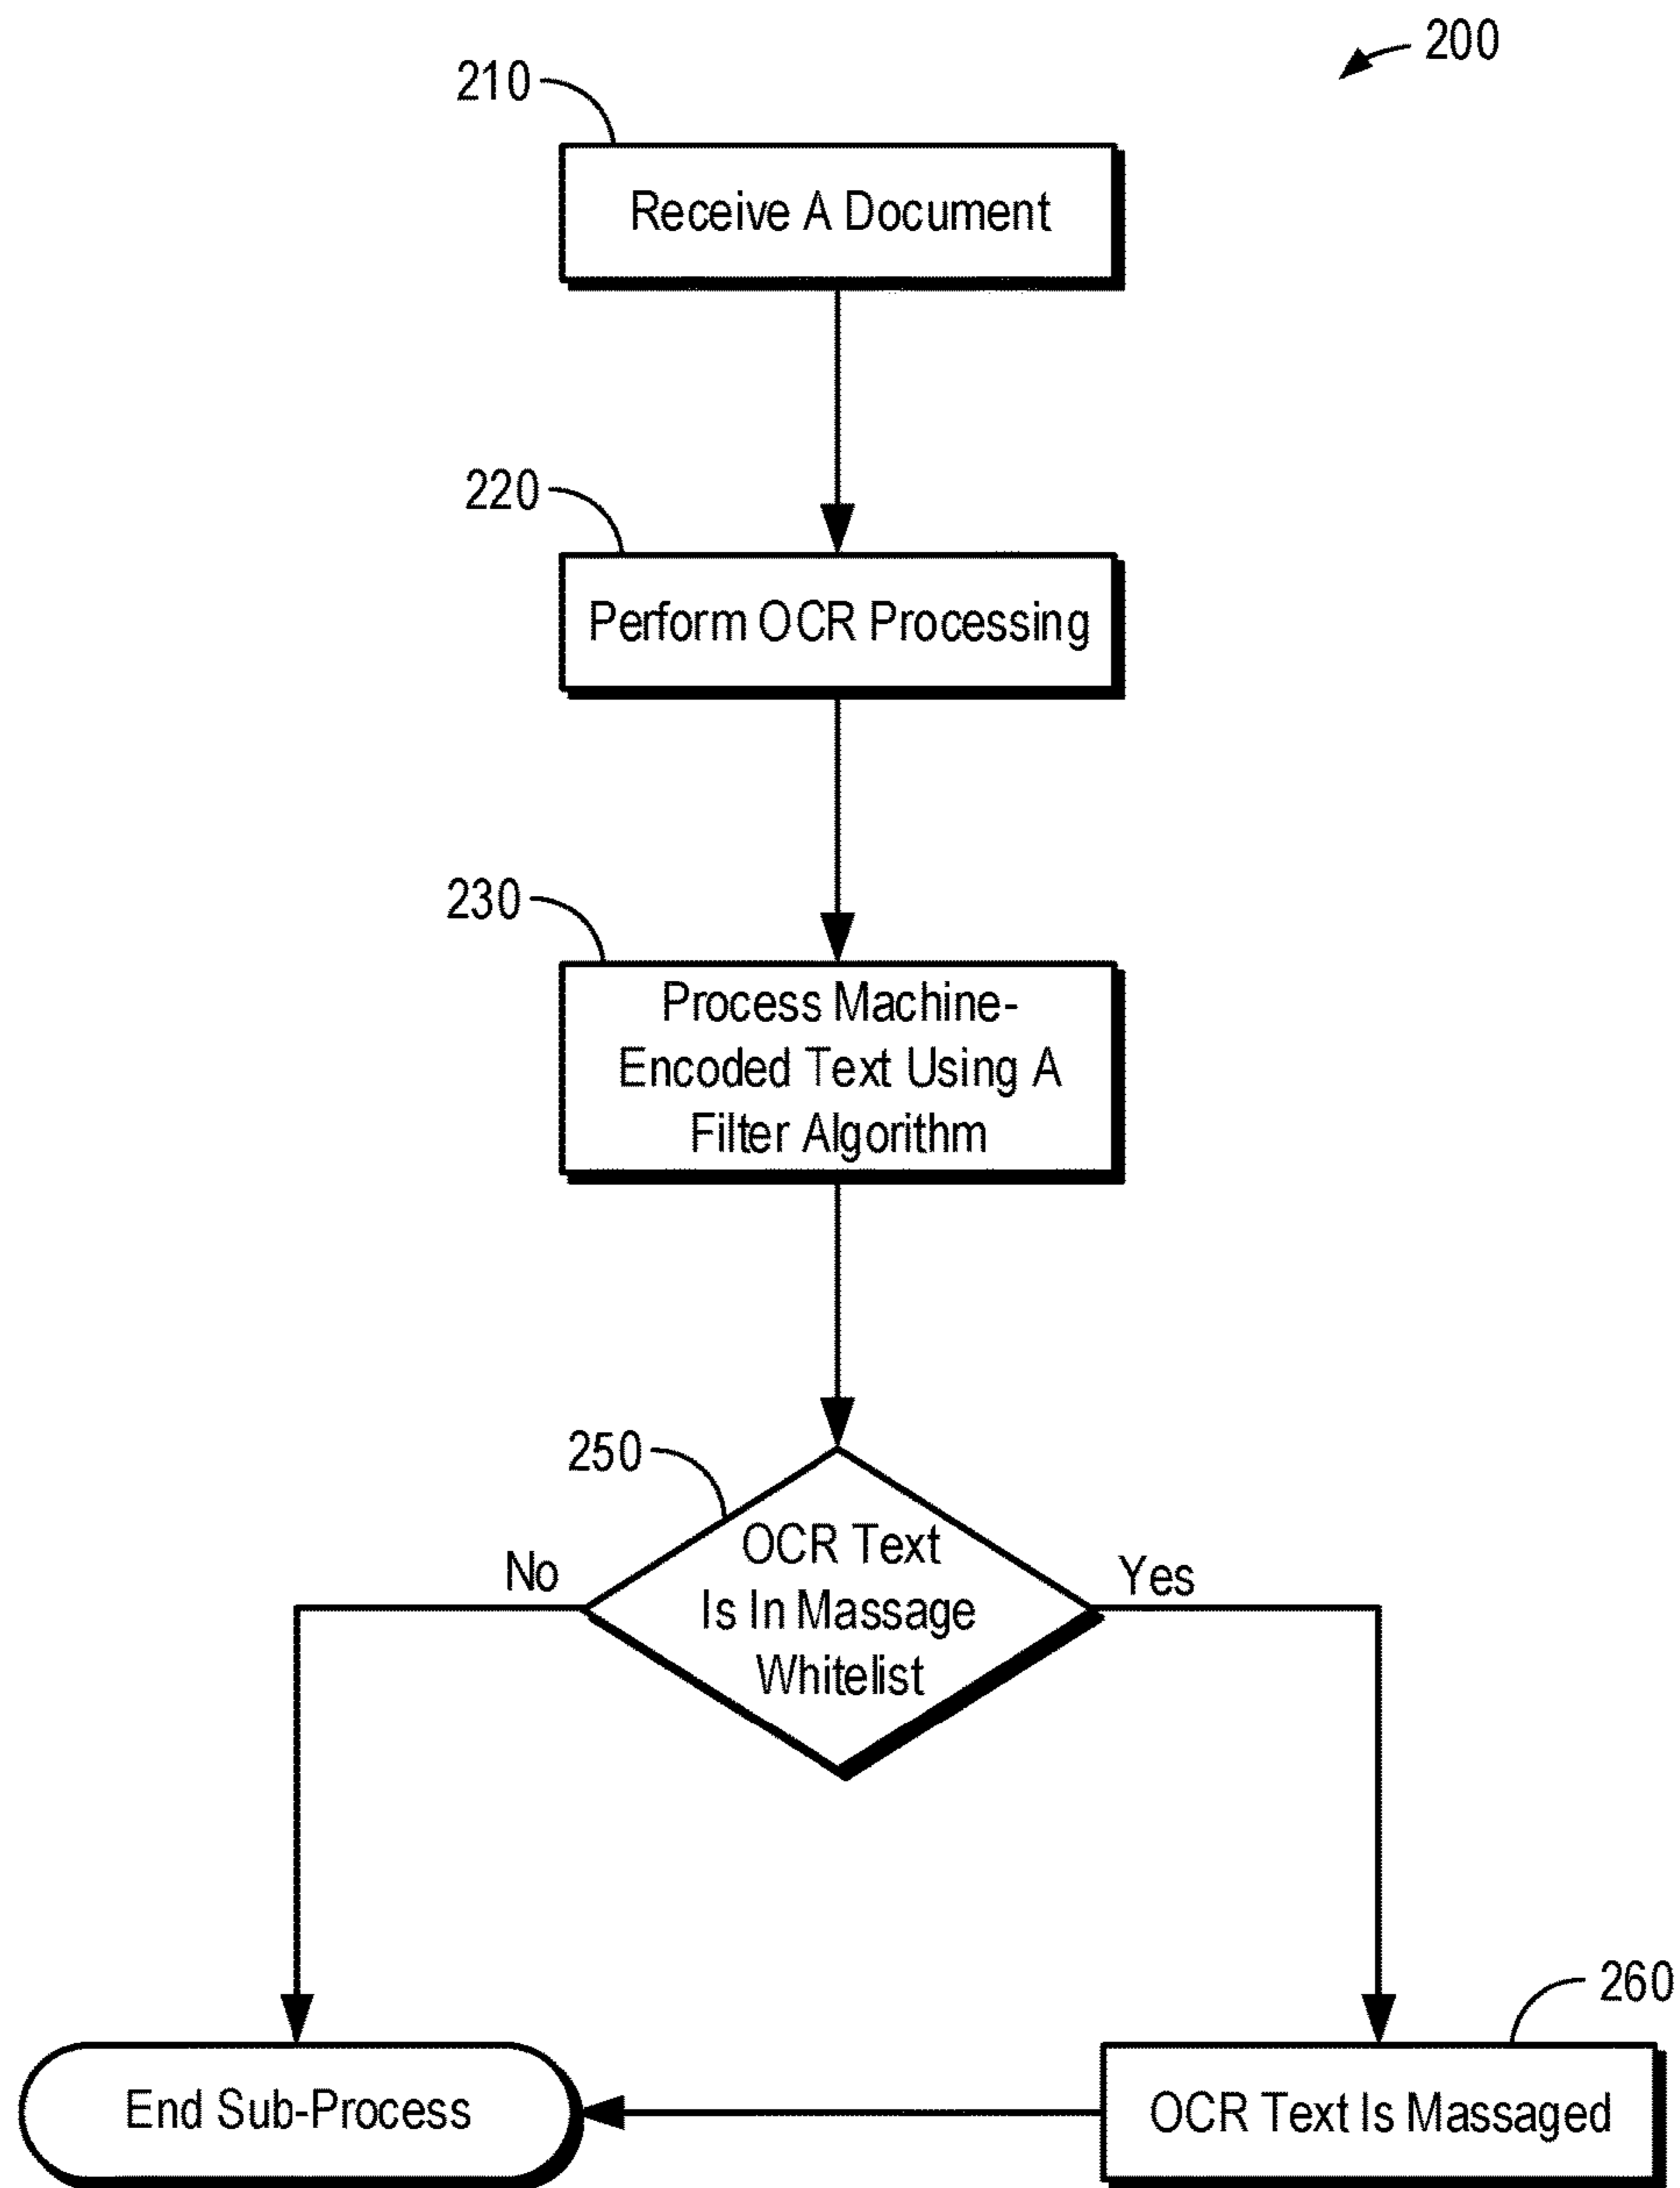 200
210
Receive A Document
220
Perform OCR Processing
230
Process Machine-
Encoded Text Using A
Filter Algorithm
250
OCR Text
Is In Massage
Whitelist
No
Yes
260
End Sub-Process
OCR Text Is Massaged